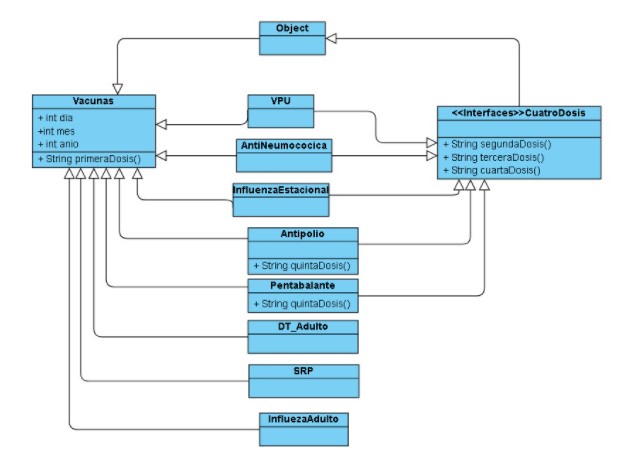 Object
Vacunas
+ int dia
+int mes
+ int anio
+ String primeraDosis()
VPU
<<Interfaces>>CuatroDosis
+ String segundaDosis()
+ String terceraDosis()
+ String cuartaDosis()
AntiNeumococica
InfluenzaEstacional
Antipolio
+ String quintaDosis()
Pentabalante
+ String quintaDosis()
DT_Adulto
SRP
InfluezaAdulto